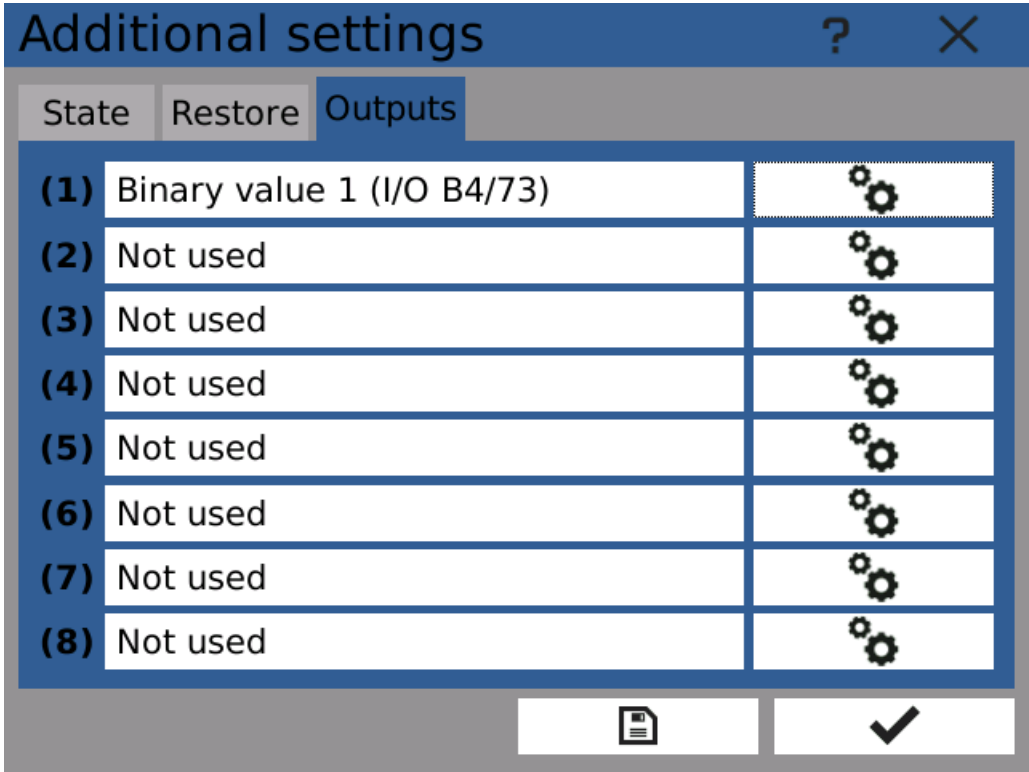 Additional settings ?
State Restore Outputs
(1) Binary value 1 (I/O B4/73)
(2) Not used
(3) Not used
(4) Not used
(5) Not used
(6) Not used
(7) Not used
(8) Not used